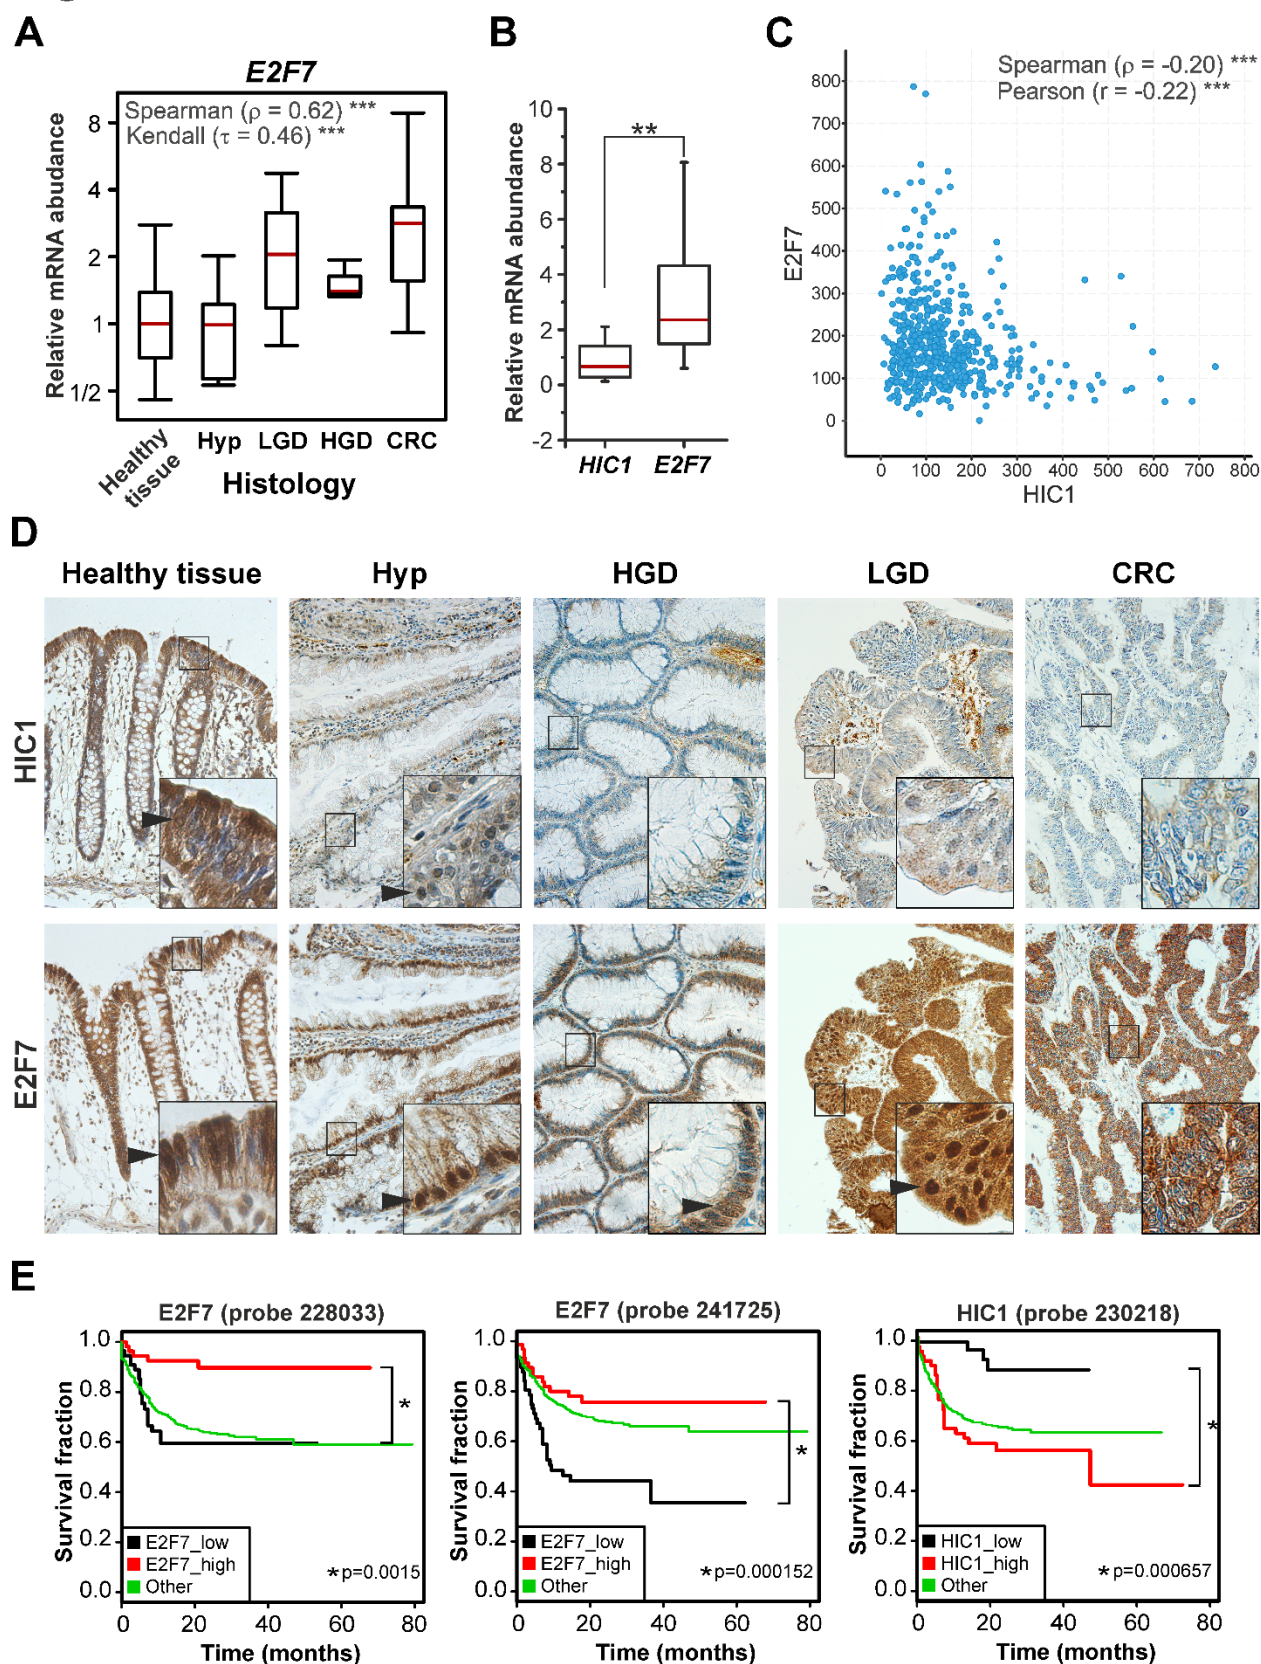 A
E2F7
Spearman (ρ = 0.62) ***
Kendall (τ = 0.46) ***
Relative mRNA abudance
8
4
2
1
1/2
Healthy tissue
Hyp
LGD
HGD
CRC
Histology
B
**
Relative mRNA abundance
10
8
6
4
2
0
-2
HIC1
E2F7
C
Spearman (ρ = -0.20) ***
Pearson (r = -0.22) ***
E2F7
800
700
600
500
400
300
200
100
0
0 100 200 300 400 500 600 700 800
HIC1
D
Healthy tissue
Hyp
HGD
LGD
CRC
HIC1
E2F7
E
E2F7 (probe 228033)
Survival fraction
1.0
0.8
0.6
0.4
0.2
0.0
*
E2F7_low
E2F7_high
Other
*p=0.0015
0 20 40 60 80
Time (months)
E2F7 (probe 241725)
Survival fraction
1.0
0.8
0.6
0.4
0.2
0.0
*
E2F7_low
E2F7_high
Other
*p=0.000152
0 20 40 60 80
Time (months)
HIC1 (probe 230218)
Survival fraction
1.0
0.8
0.6
0.4
0.2
0.0
*
HIC1_low
HIC1_high
Other
*p=0.000657
0 20 40 60 80
Time (months)